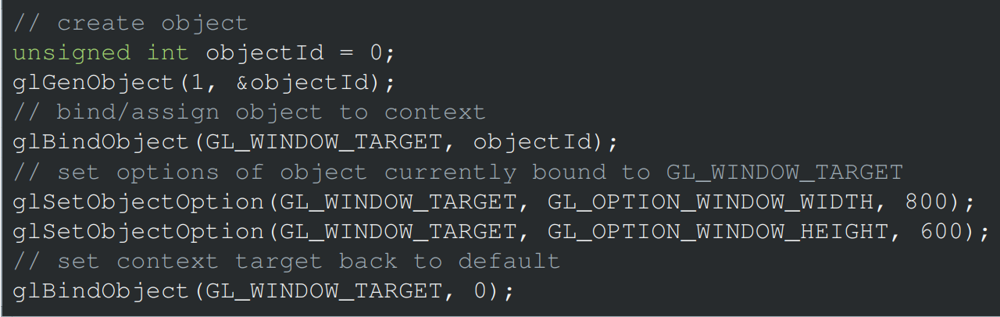 // create object
unsigned int objectId = 0;
glGenObject(1, &objectId);
// bind/assign object to context
glBindObject(GL_WINDOW_TARGET, objectId);
// set options of object currently bound to GL_WINDOW_TARGET
glSetObjectOption(GL_WINDOW_TARGET, GL_OPTION_WINDOW_WIDTH, 800);
glSetObjectOption(GL_WINDOW_TARGET, GL_OPTION_WINDOW_HEIGHT, 600);
// set context target back to default
glBindObject(GL_WINDOW_TARGET, 0);